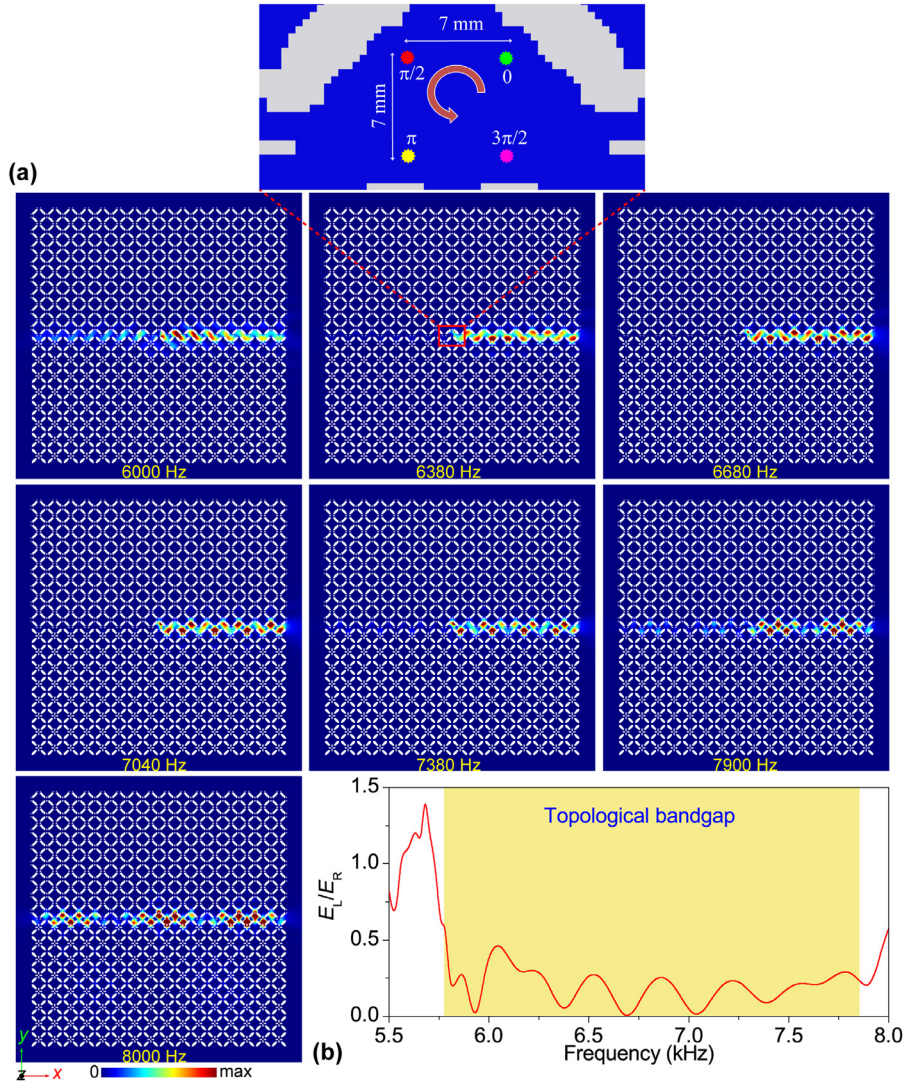 7 mm
7 mm
π/2
0
π
3π/2
(a)
6000 Hz
6380 Hz
6680 Hz
7040 Hz
7380 Hz
7900 Hz
8000 Hz
y
z
x
0
max
(b)
Topological bandgap
E_L/E_R
1.5
1.0
0.5
0.0
5.5
6.0
6.5
7.0
7.5
8.0
Frequency (kHz)